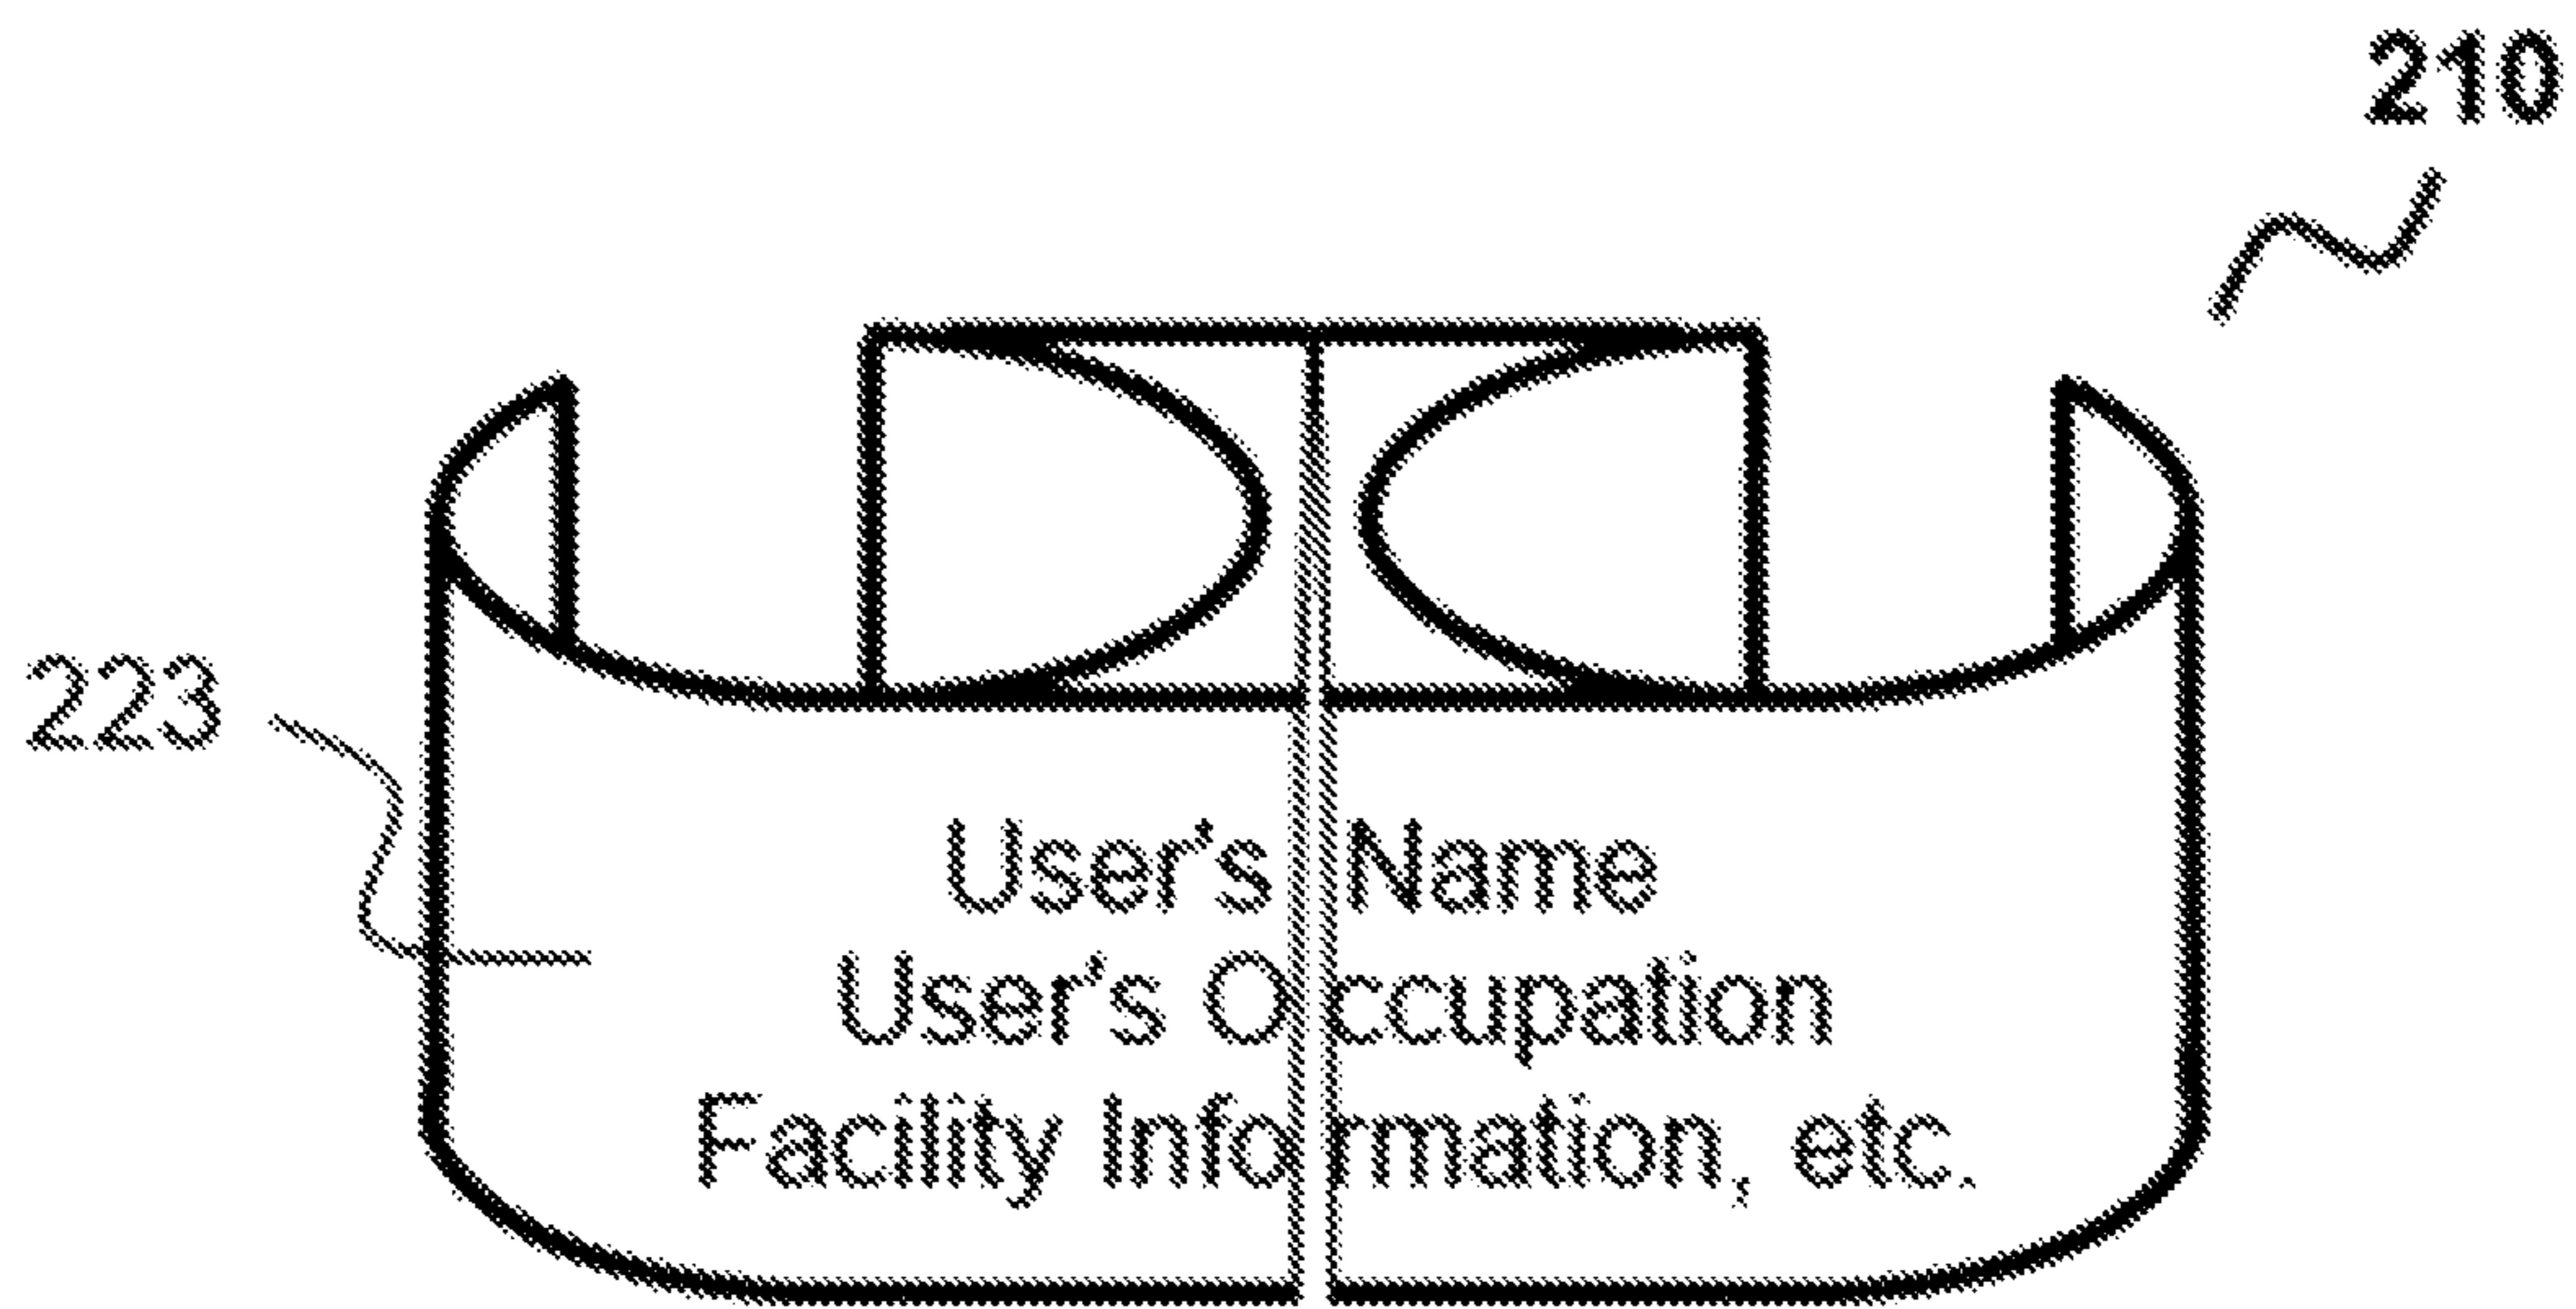 210
223
User's Name
User's Occupation
Facility Information, etc.